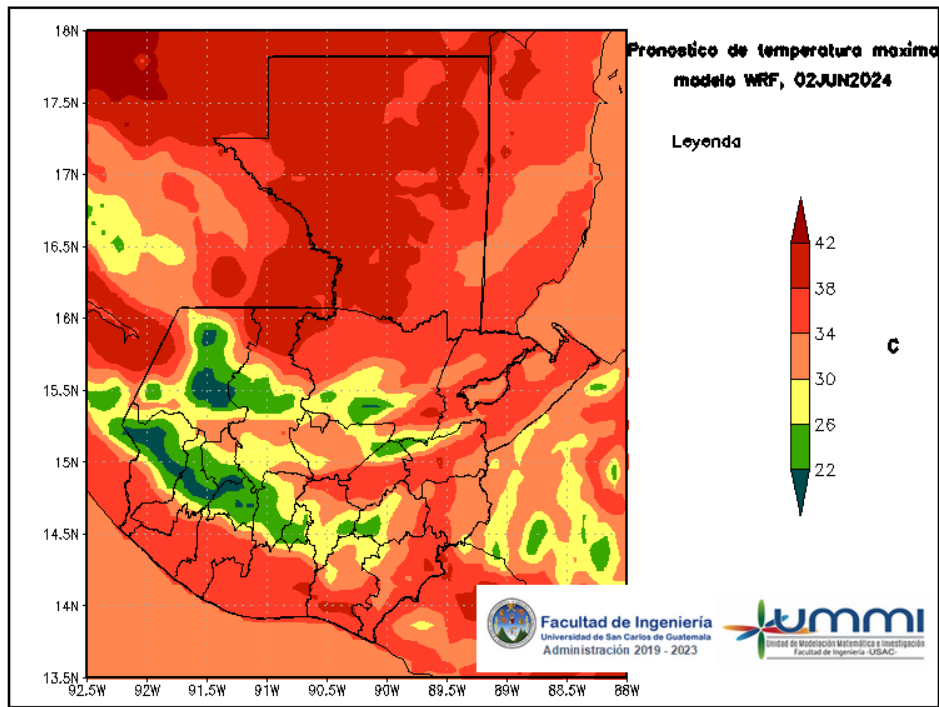 Pronostico de temperatura maxima
modelo WRF, 02JUN2024
Leyenda
42
38
34
30
26
22
C
18N
17.5N
17N
16.5N
16N
15.5N
15N
14.5N
14N
13.5N
92.5W 92W 91.5W 91W 90.5W 90W 89.5W 89W 88.5W 88W
Facultad de Ingeniería
Universidad de San Carlos de Guatemala
Administración 2019 - 2023
ummi
Unidad de Modelación Matemática e Investigación
Facultad de Ingeniería -USAC-